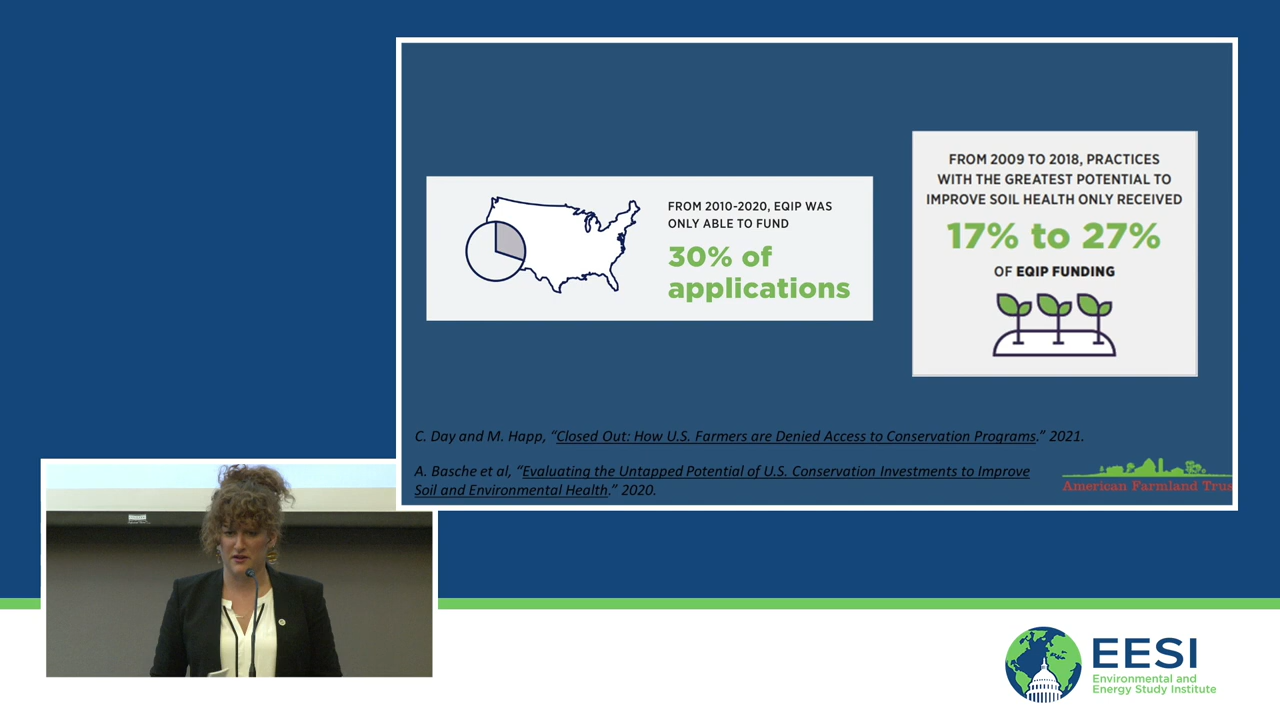 FROM 2010-2020, EQIP WAS
ONLY ABLE TO FUND
30% of
applications
FROM 2009 TO 2018, PRACTICES
WITH THE GREATEST POTENTIAL TO
IMPROVE SOIL HEALTH ONLY RECEIVED
17% to 27%
OF EQIP FUNDING
C. Day and M. Happ, “Closed Out: How U.S. Farmers are Denied Access to Conservation Programs.” 2021.
A. Basche et al, “Evaluating the Untapped Potential of U.S. Conservation Investments to Improve
Soil and Environmental Health.” 2020.
American Farmland Trus
EESI
Environmental and
Energy Study Institute